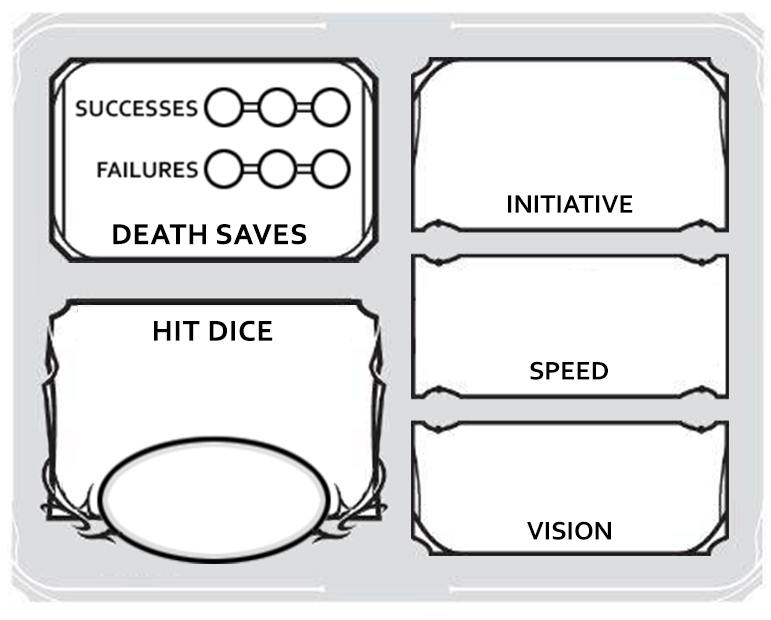 SUCCESSES
FAILURES
DEATH SAVES
HIT DICE
INITIATIVE
SPEED
VISION